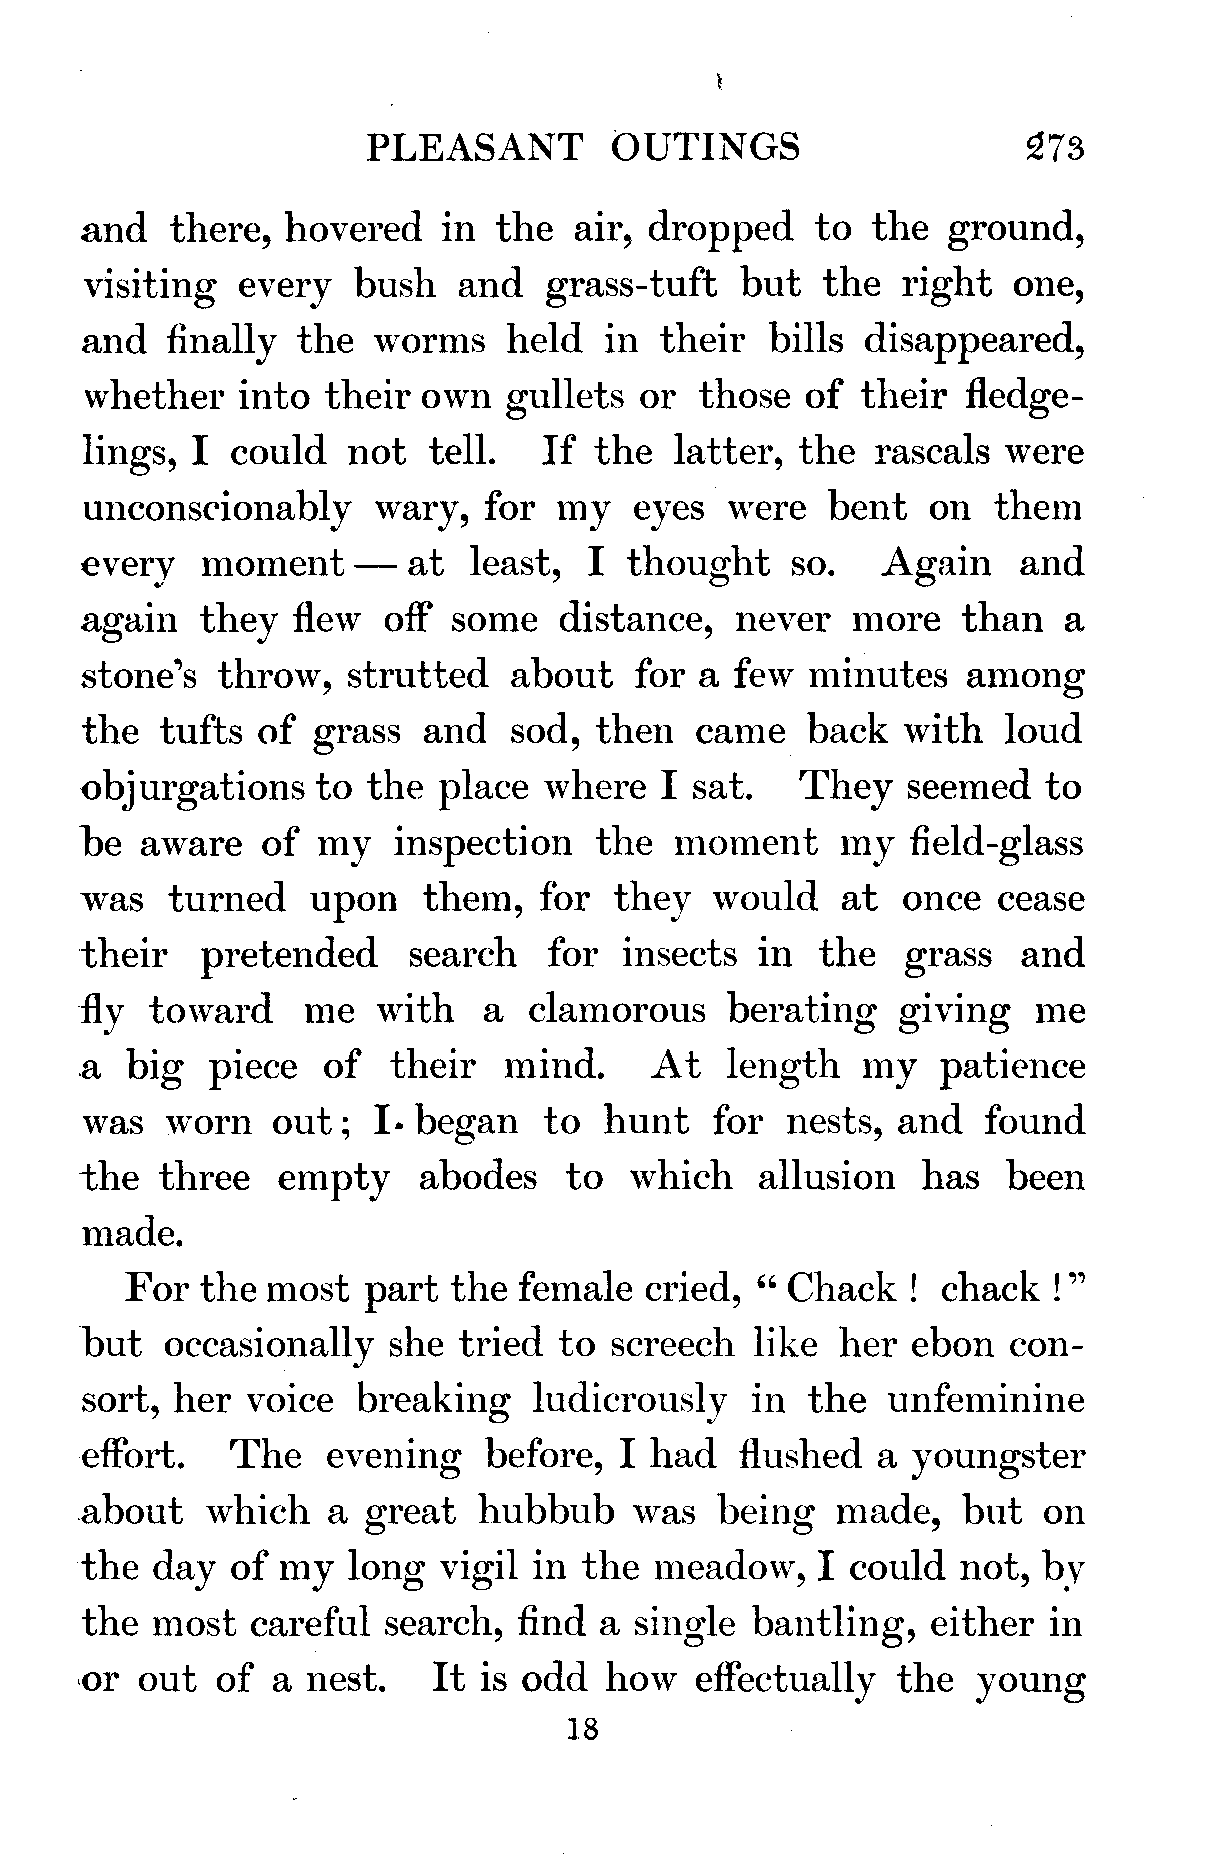 PLEASANT OUTINGS 273
and there, hovered in the air, dropped to the ground,
visiting every bush and grass-tuft but the right one,
and finally the worms held in their bills disappeared,
whether into their own gullets or those of their fledge-
lings, I could not tell. If the latter, the rascals were
unconscionably wary, for my eyes were bent on them
every moment — at least, I thought so. Again and
again they flew off some distance, never more than a
stone's throw, strutted about for a few minutes among
the tufts of grass and sod, then came back with loud
objurgations to the place where I sat. They seemed to
be aware of my inspection the moment my field-glass
was turned upon them, for they would at once cease
their pretended search for insects in the grass and
fly toward me with a clamorous berating giving me
a big piece of their mind. At length my patience
was worn out; I began to hunt for nests, and found
the three empty abodes to which allusion has been
made.
For the most part the female cried, “Chack! chack!”
but occasionally she tried to screech like her ebon con-
sort, her voice breaking ludicrously in the unfeminine
effort. The evening before, I had flushed a youngster
about which a great hubbub was being made, but on
the day of my long vigil in the meadow, I could not, by
the most careful search, find a single bantling, either in
or out of a nest. It is odd how effectually the young
18